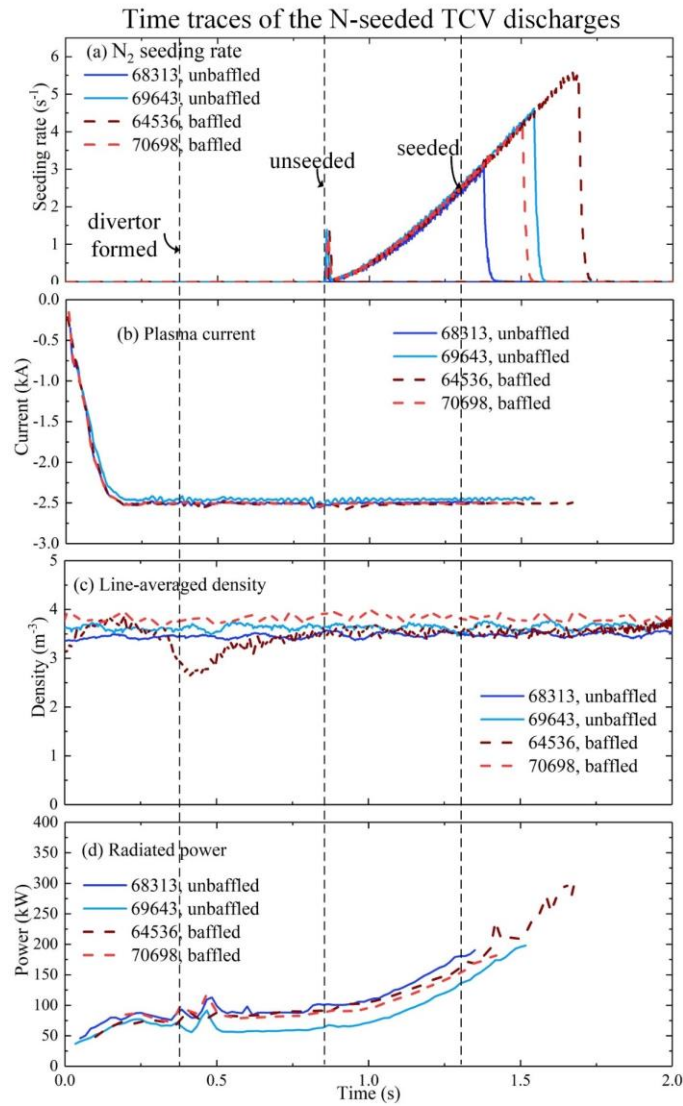 Time traces of the N-seeded TCV discharges
(a) N₂ seeding rate
68313, unbaffled
69643, unbaffled
64536, baffled
70698, baffled
unseeded
seeded
divertor
formed
Seeding rate (s⁻¹)
6
5
4
3
2
1
0
(b) Plasma current
68313, unbaffled
69643, unbaffled
64536, baffled
70698, baffled
Current (kA)
0.0
-0.5
-1.0
-1.5
-2.0
-2.5
-3.0
(c) Line-averaged density
68313, unbaffled
69643, unbaffled
64536, baffled
70698, baffled
Density (m⁻³)
5
4
3
2
1
0
(d) Radiated power
68313, unbaffled
69643, unbaffled
64536, baffled
70698, baffled
Power (kW)
400
350
300
250
200
150
100
50
0
0.0 0.5 1.0 1.5 2.0
Time (s)